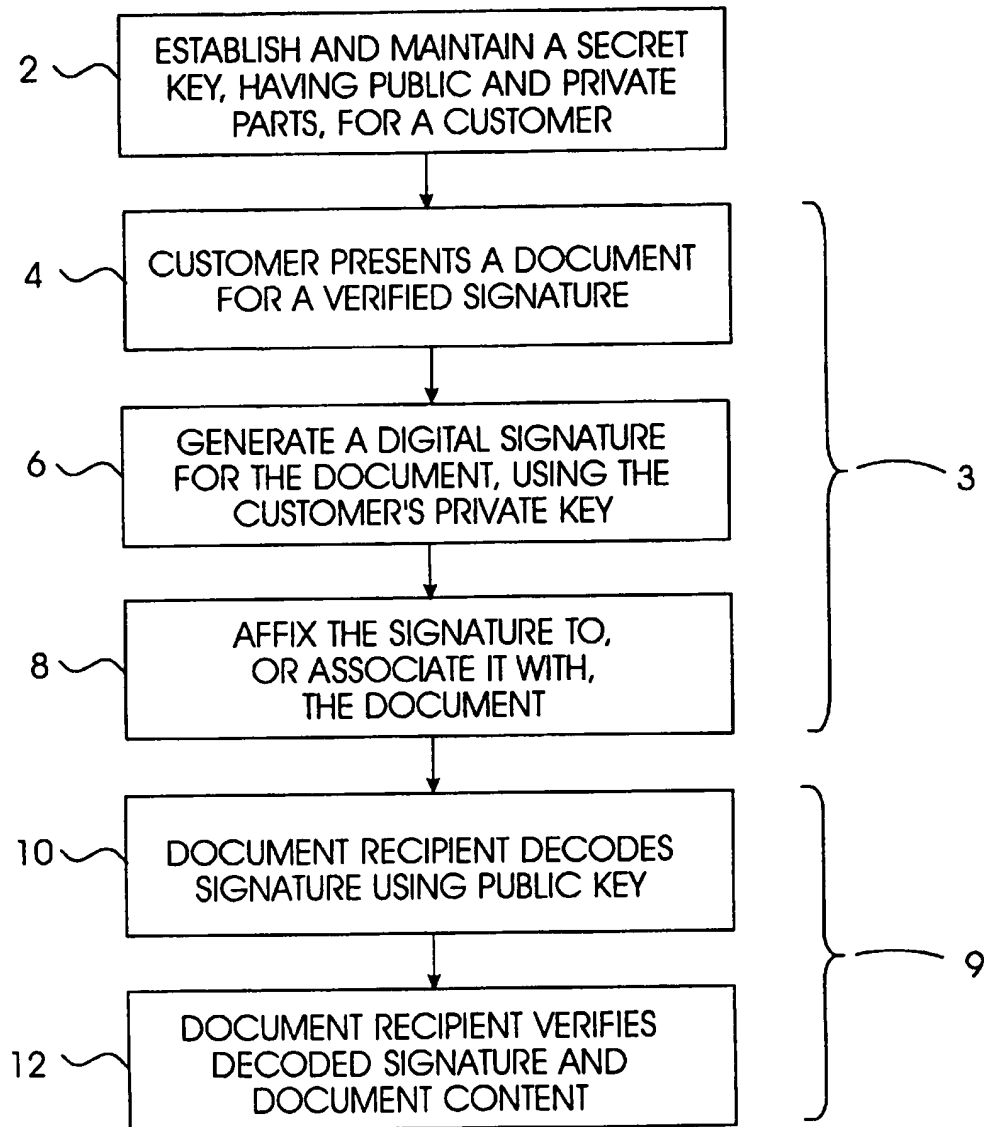 2
ESTABLISH AND MAINTAIN A SECRET
KEY, HAVING PUBLIC AND PRIVATE
PARTS, FOR A CUSTOMER
4
CUSTOMER PRESENTS A DOCUMENT
FOR A VERIFIED SIGNATURE
6
GENERATE A DIGITAL SIGNATURE
FOR THE DOCUMENT, USING THE
CUSTOMER'S PRIVATE KEY
3
8
AFFIX THE SIGNATURE TO,
OR ASSOCIATE IT WITH,
THE DOCUMENT
10
DOCUMENT RECIPIENT DECODES
SIGNATURE USING PUBLIC KEY
9
12
DOCUMENT RECIPIENT VERIFIES
DECODED SIGNATURE AND
DOCUMENT CONTENT